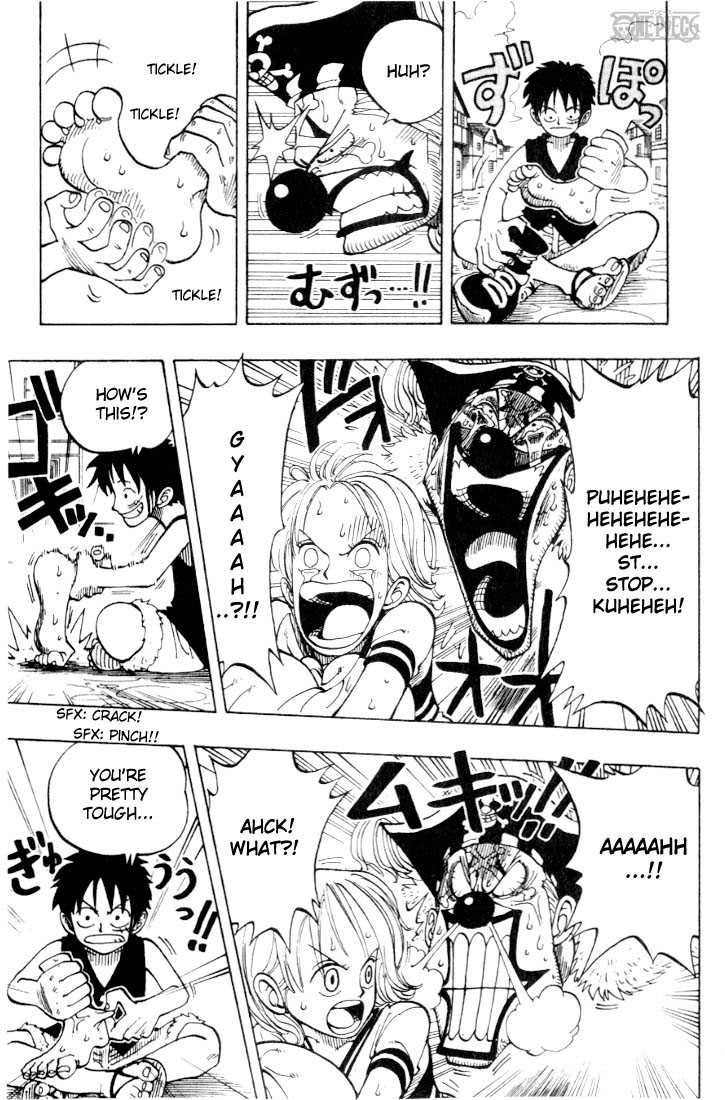 ONE PIECE
ぽっ
ず
HUH?
むずっ…!!
TICKLE!
TICKLE!
TICKLE!
PUHEHEHE-
HEHEHEHE-
HEHE...
ST...
STOP...
KUHEHEH!
ドオ
オオ
G
Y
A
A
A
A
A
H
..?!!
HOW'S
THIS!?
ゴキッ
SFX: CRACK!
SFX: PINCH!!
AAAAAHH
...!!
ムキッ!!
AHCK!
WHAT?!
YOU'RE
PRETTY
TOUGH...
ぎゅ
ううっ!!